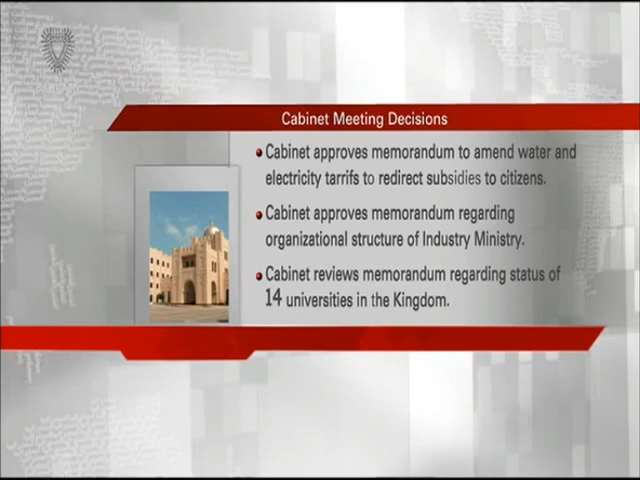 Cabinet Meeting Decisions
Cabinet approves memorandum to amend water and
electricity tarrifs to redirect subsidies to citizens.
Cabinet approves memorandum regarding
organizational structure of Industry Ministry.
Cabinet reviews memorandum regarding status of
14 universities in the Kingdom.